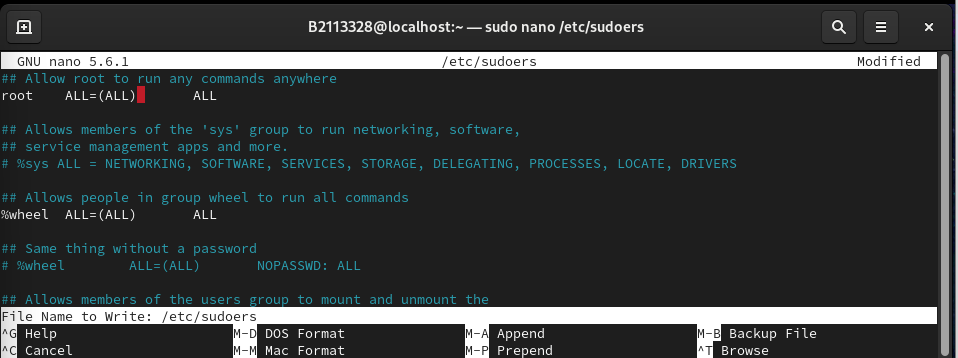 B2113328@localhost:~ — sudo nano /etc/sudoers
GNU nano 5.6.1 /etc/sudoers Modified
## Allow root to run any commands anywhere
root ALL=(ALL) ALL
## Allows members of the 'sys' group to run networking, software,
## service management apps and more.
# %sys ALL = NETWORKING, SOFTWARE, SERVICES, STORAGE, DELEGATING, PROCESSES, LOCATE, DRIVERS
## Allows people in group wheel to run all commands
%wheel ALL=(ALL) ALL
## Same thing without a password
# %wheel ALL=(ALL) NOPASSWD: ALL
## Allows members of the users group to mount and unmount the
File Name to Write: /etc/sudoers
^G Help M-D DOS Format M-A Append M-B Backup File
^C Cancel M-M Mac Format M-P Prepend ^T Browse